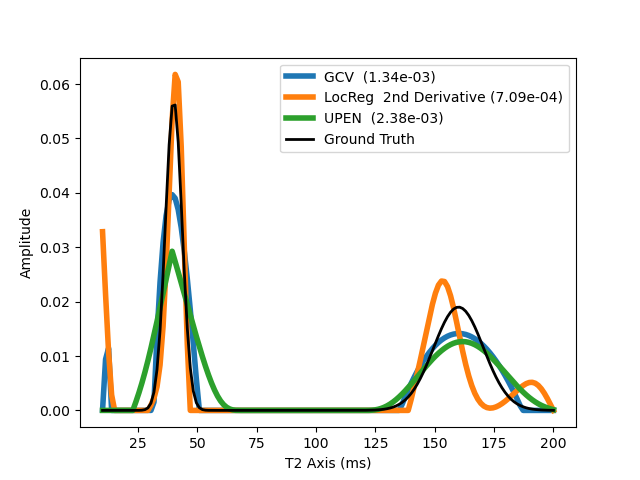 GCV (1.34e-03)
LocReg 2nd Derivative (7.09e-04)
UPEN (2.38e-03)
Ground Truth
0.06
0.05
0.04
0.03
0.02
0.01
0.00
Amplitude
25 50 75 100 125 150 175 200
T2 Axis (ms)